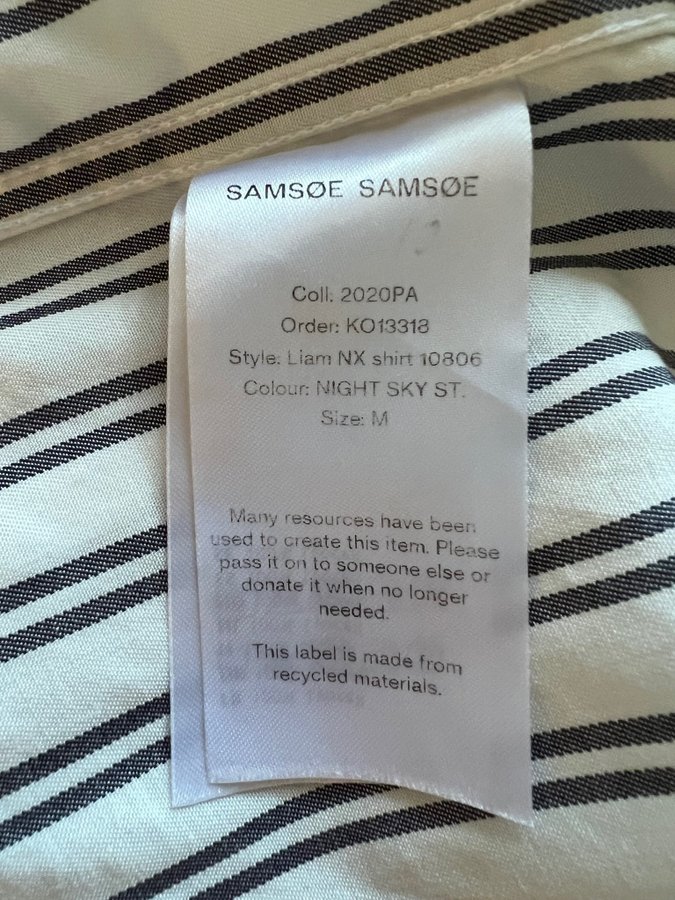 SAMSØE SAMSØE
Coll: 2020PA
Order: KO13318
Style: Liam NX shirt 10806
Colour: NIGHT SKY ST.
Size: M
Many resources have been
used to create this item. Please
pass it on to someone else or
donate it when no longer
needed.
This label is made from
recycled materials.